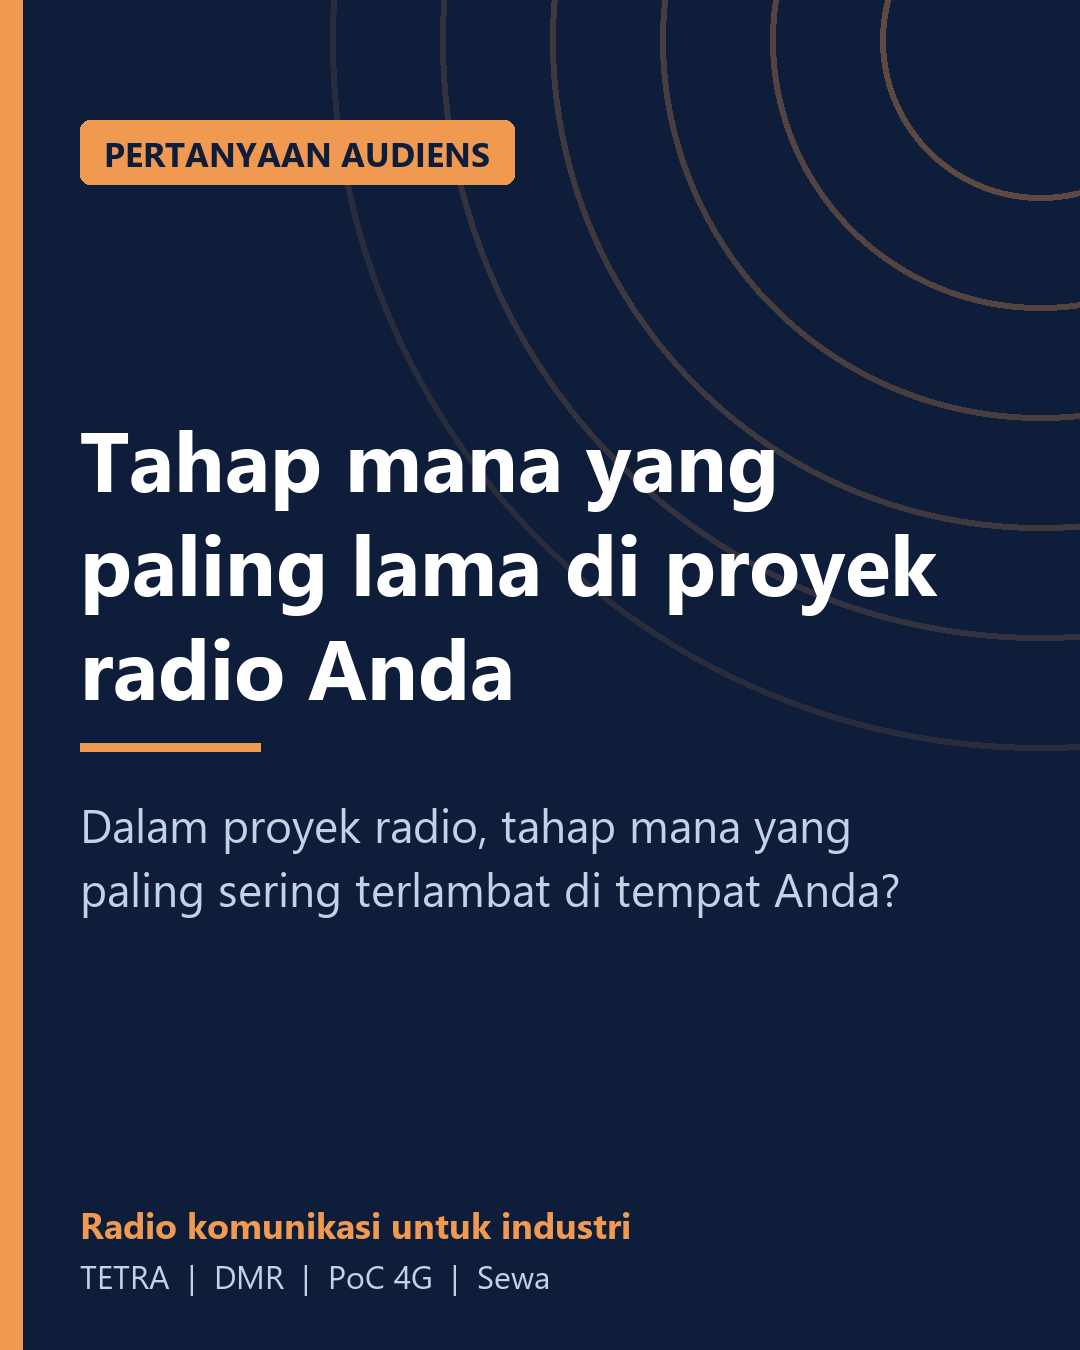 PERTANYAAN AUDIENS
Tahap mana yang
paling lama di proyek
radio Anda
Dalam proyek radio, tahap mana yang
paling sering terlambat di tempat Anda?
Radio komunikasi untuk industri
TETRA | DMR | PoC 4G | Sewa